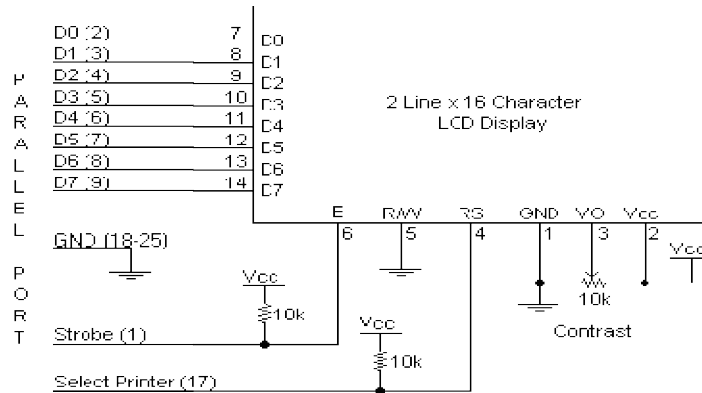 PARALLEL PORT
D0 (2) 7 D0
D1 (3) 8 D1
D2 (4) 9 D2
D3 (5) 10 D3
D4 (6) 11 D4
D5 (7) 12 D5
D6 (8) 13 D6
D7 (9) 14 D7
2 Line x 16 Character
LCD Display
E R/W RS GND VO Vcc
6 5 4 1 3 2
Vcc
GND (18-25)
Vcc
10k
10k
Contrast
Strobe (1)
Vcc
10k
Select Printer (17)